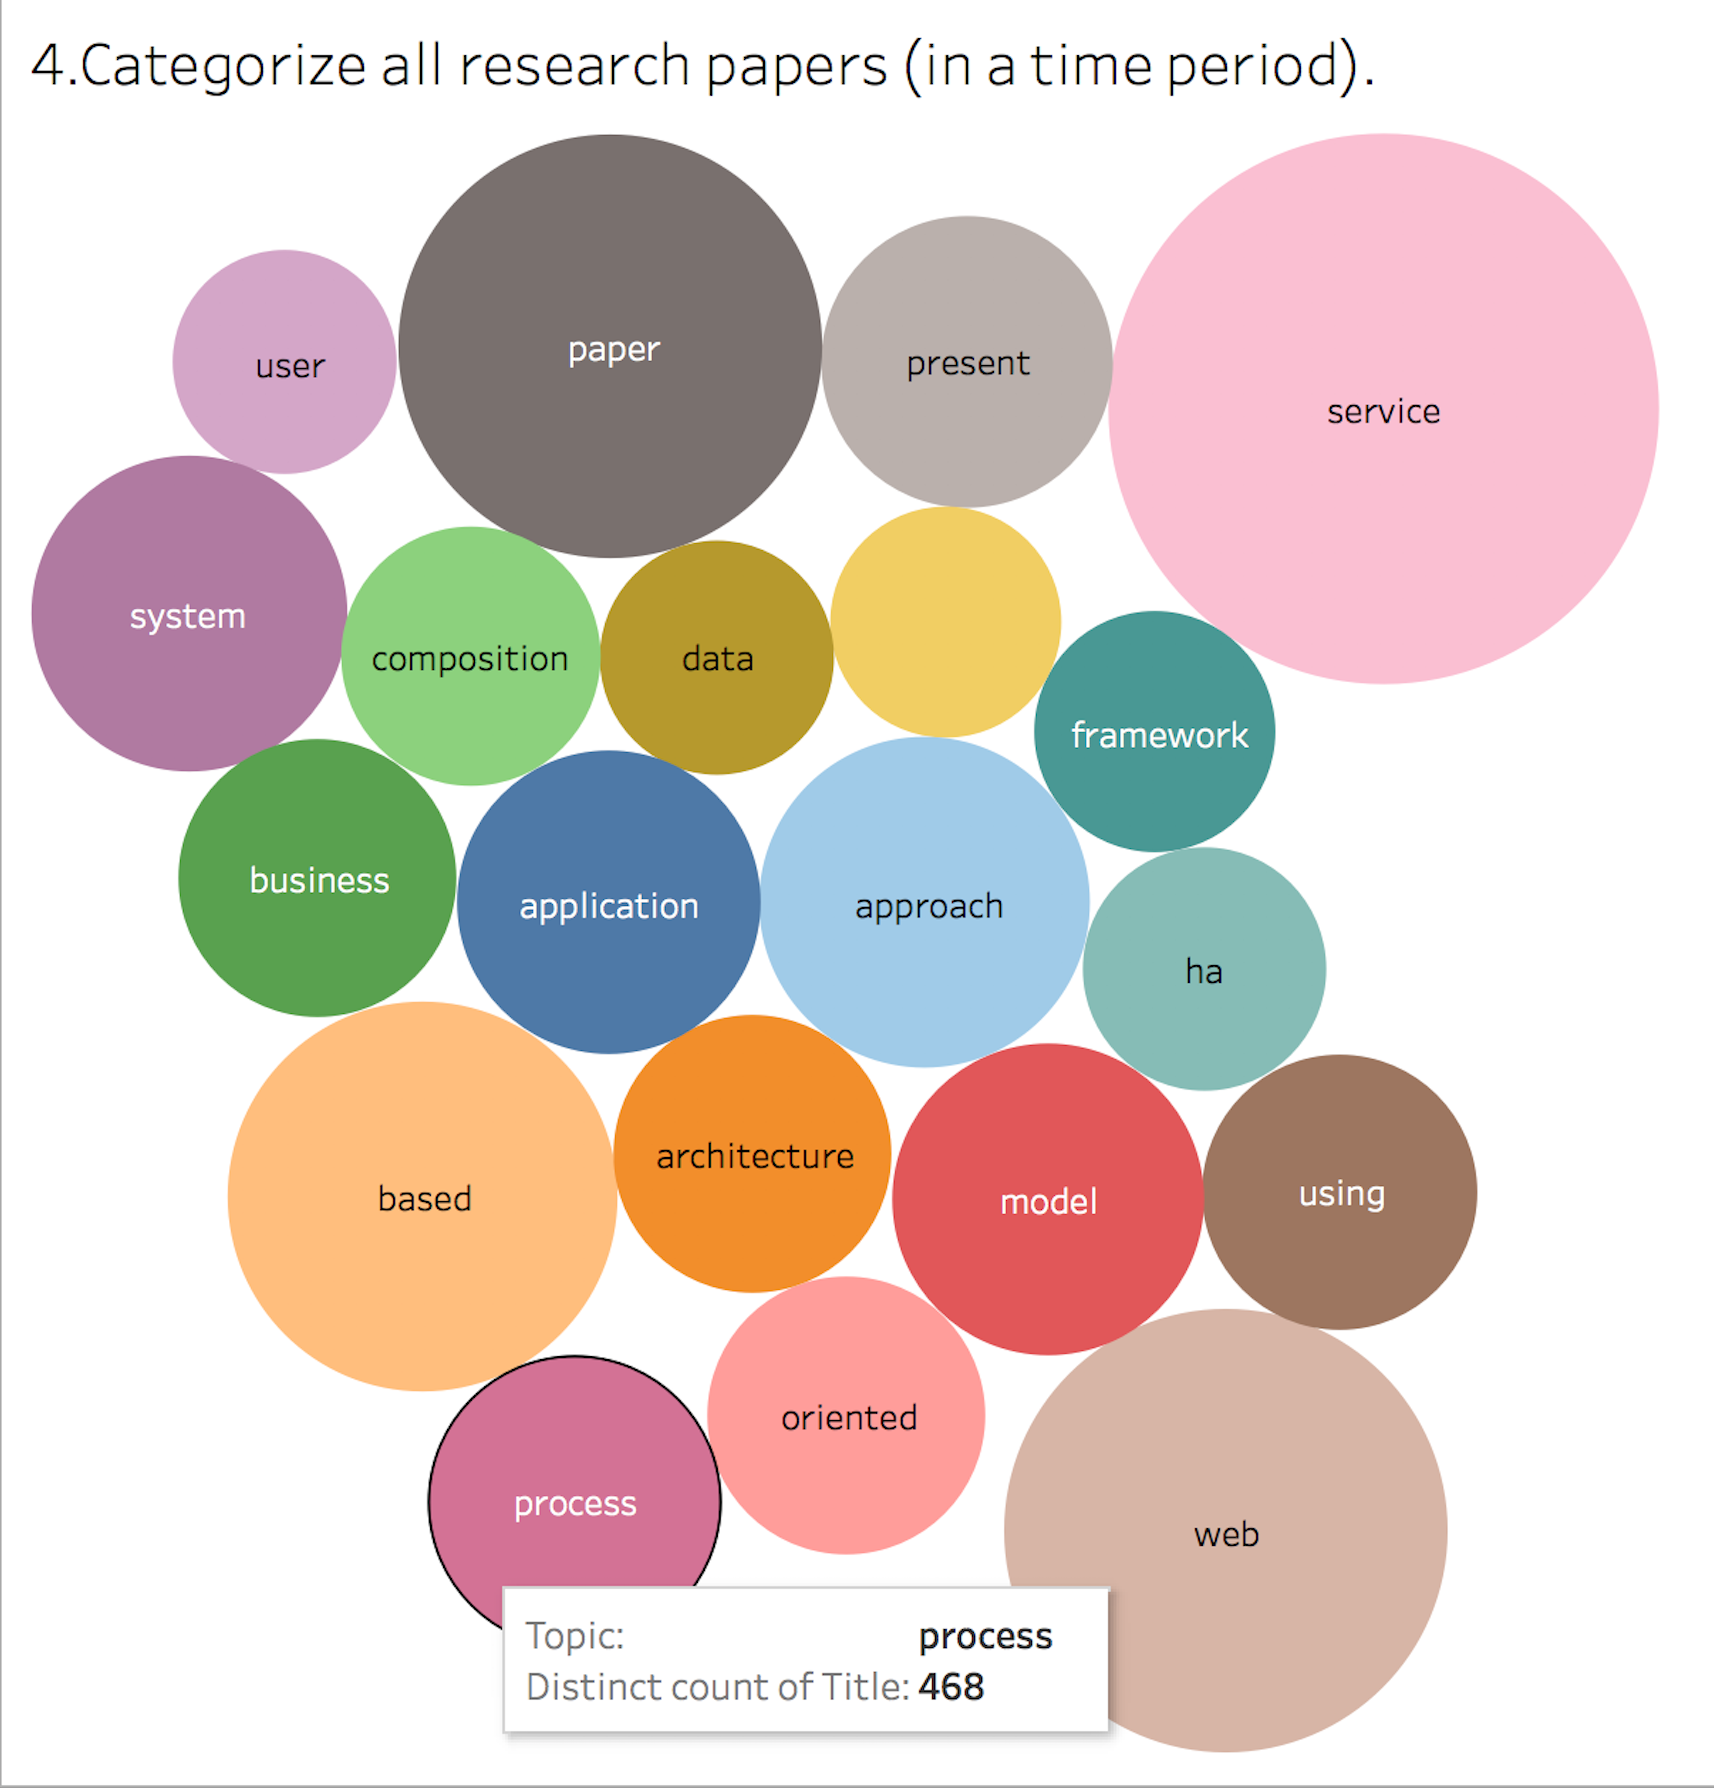 4.Categorize all research papers (in a time period).
user
paper
present
service
system
composition
data
framework
business
application
approach
ha
based
architecture
model
using
process
oriented
web
Topic: process
Distinct count of Title: 468